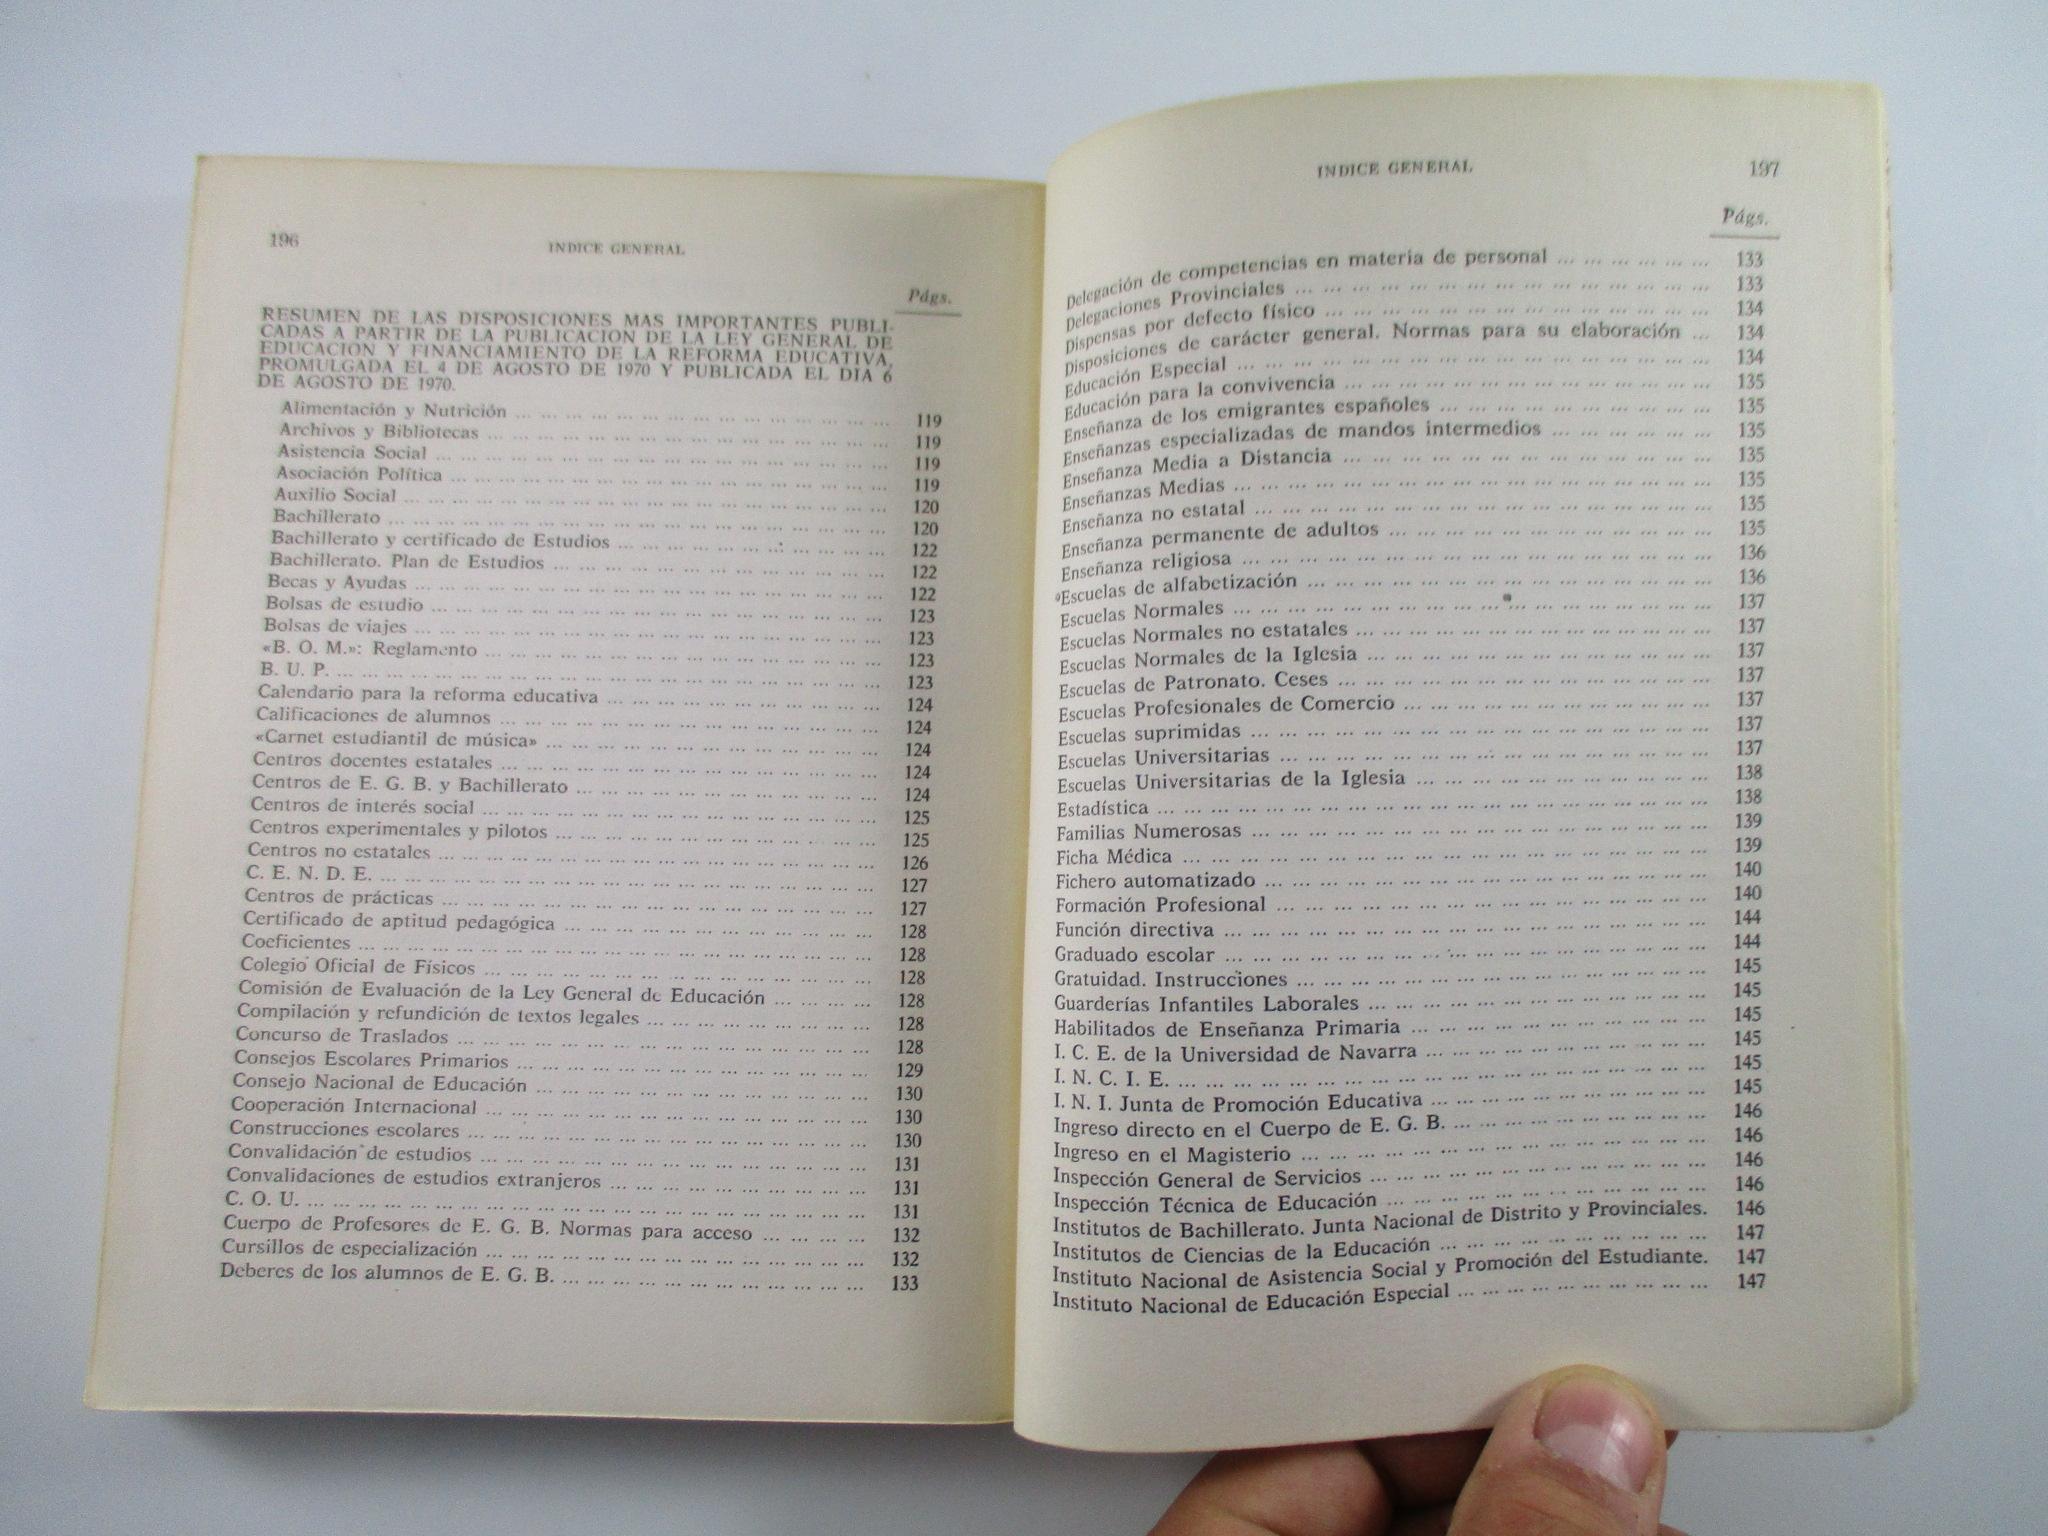 196
INDICE GENERAL
Págs.
RESUMEN DE LAS DISPOSICIONES MAS IMPORTANTES PUBLI-
CADAS A PARTIR DE LA PUBLICACION DE LA LEY GENERAL DE
EDUCACION Y FINANCIAMIENTO DE LA REFORMA EDUCATIVA,
PROMULGADA EL 4 DE AGOSTO DE 1970 Y PUBLICADA EL DIA 6
DE AGOSTO DE 1970.
Alimentación y Nutrición ... 119
Archivos y Bibliotecas ... 119
Asistencia Social ... 119
Asociación Política ... 119
Auxilio Social ... 120
Bachillerato ... 120
Bachillerato y certificado de Estudios ... 122
Bachillerato. Plan de Estudios ... 122
Becas y Ayudas ... 122
Bolsas de estudio ... 123
Bolsas de viajes ... 123
«B. O. M.»: Reglamento ... 123
B. U. P. ... 123
Calendario para la reforma educativa ... 124
Calificaciones de alumnos ... 124
«Carnet estudiantil de música» ... 124
Centros docentes estatales ... 124
Centros de E. G. B. y Bachillerato ... 124
Centros de interés social ... 125
Centros experimentales y pilotos ... 125
Centros no estatales ... 126
C. E. N. D. E. ... 127
Centros de prácticas ... 127
Certificado de aptitud pedagógica ... 128
Coeficientes ... 128
Colegio Oficial de Físicos ... 128
Comisión de Evaluación de la Ley General de Educación ... 128
Compilación y refundición de textos legales ... 128
Concurso de Traslados ... 128
Consejos Escolares Primarios ... 129
Consejo Nacional de Educación ... 130
Cooperación Internacional ... 130
Construcciones escolares ... 130
Convalidación de estudios ... 131
Convalidaciones de estudios extranjeros ... 131
C. O. U. ... 131
Cuerpo de Profesores de E. G. B. Normas para acceso ... 132
Cursillos de especialización ... 132
Deberes de los alumnos de E. G. B. ... 133
INDICE GENERAL
197
Págs.
Delegación de competencias en materia de personal ... 133
Delegaciones Provinciales ... 133
Dispensas por defecto físico ... 134
Disposiciones de carácter general. Normas para su elaboración ... 134
Educación Especial ... 134
Educación para la convivencia ... 135
Enseñanza de los emigrantes españoles ... 135
Enseñanzas especializadas de mandos intermedios ... 135
Enseñanza Media a Distancia ... 135
Enseñanzas Medias ... 135
Enseñanza no estatal ... 135
Enseñanza permanente de adultos ... 135
Enseñanza religiosa ... 136
Escuelas de alfabetización ... 136
Escuelas Normales ... 137
Escuelas Normales no estatales ... 137
Escuelas Normales de la Iglesia ... 137
Escuelas de Patronato. Ceses ... 137
Escuelas Profesionales de Comercio ... 137
Escuelas suprimidas ... 137
Escuelas Universitarias ... 137
Escuelas Universitarias de la Iglesia ... 138
Estadística ... 138
Familias Numerosas ... 139
Ficha Médica ... 139
Fichero automatizado ... 140
Formación Profesional ... 140
Función directiva ... 144
Graduado escolar ... 144
Gratuidad. Instrucciones ... 145
Guarderías Infantiles Laborales ... 145
Habilitados de Enseñanza Primaria ... 145
I. C. E. de la Universidad de Navarra ... 145
I. N. C. I. E. ... 145
I. N. I. Junta de Promoción Educativa ... 145
Ingreso directo en el Cuerpo de E. G. B. ... 146
Ingreso en el Magisterio ... 146
Inspección General de Servicios ... 146
Inspección Técnica de Educación ... 146
Institutos de Bachillerato. Junta Nacional de Distrito y Provinciales. 146
Institutos de Ciencias de la Educación ... 147
Instituto Nacional de Asistencia Social y Promoción del Estudiante. 147
Instituto Nacional de Educación Especial ... 147